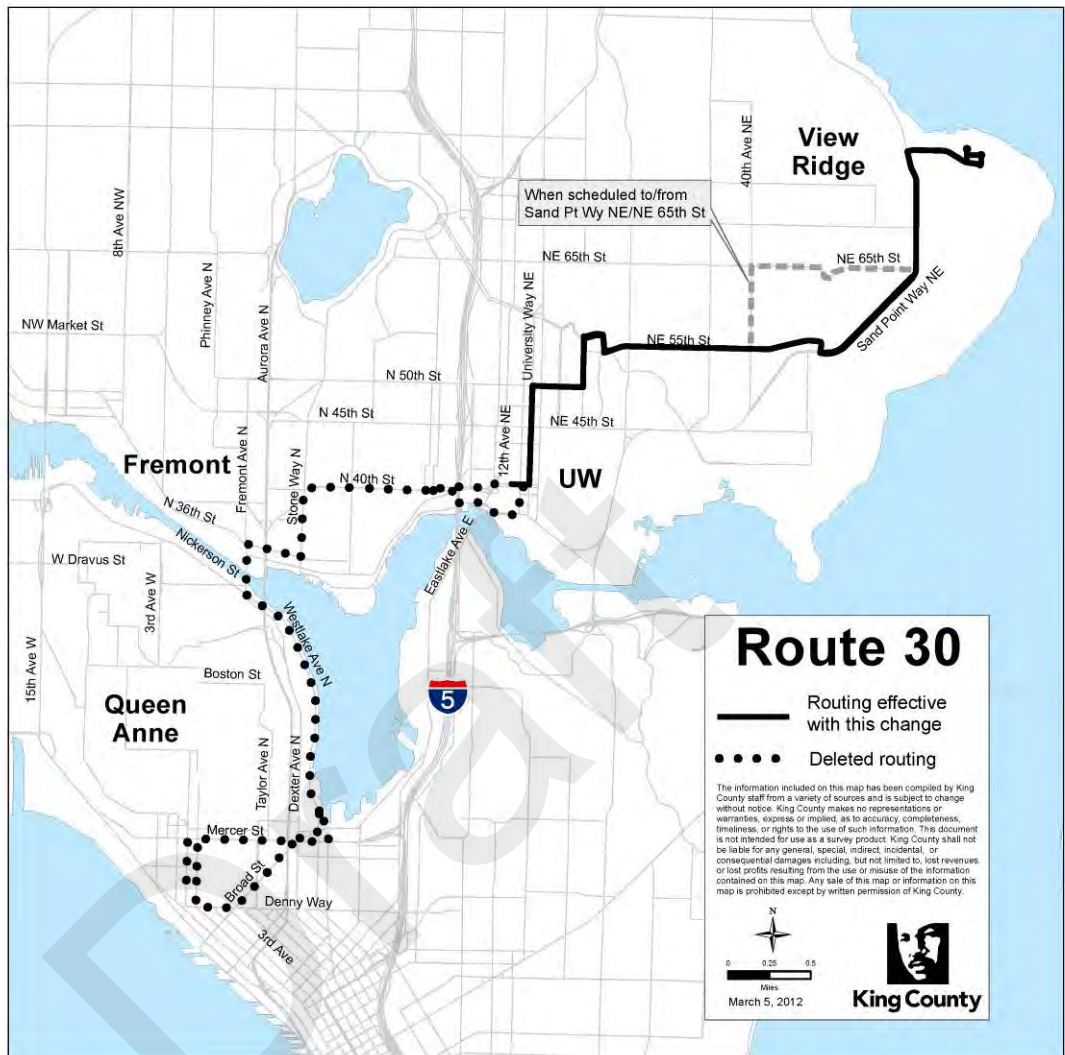 View
Ridge
40th Ave NE
When scheduled to/from
Sand Pt Wy NE/NE 65th St
8th Ave NW
NE 65th St
NE 65th St
Phinney Ave N
University Way NE
Sand Point Way NE
Aurora Ave N
NW Market St
NE 55th St
N 50th St
N 45th St
12th Ave NE
NE 45th St
Fremont
Fremont Ave N
Stone Way N
N 40th St
UW
N 36th St
Nickerson St
Eastlake Ave E
W Dravus St
3rd Ave W
Westlake Ave N
15th Ave W
Boston St
5
Queen
Anne
Taylor Ave N
Dexter Ave N
Mercer St
Broad St
Denny Way
3rd Ave
Draft
Route 30
Routing effective
with this change
Deleted routing
The information included on this map has been compiled by King
County staff from a variety of sources and is subject to change
without notice. King County makes no representations or
warranties, express or implied, as to accuracy, completeness,
timeliness, or rights to the use of such information. This document
is not intended for use as a survey product. King County shall not
be liable for any general, special, indirect, incidental, or
consequential damages including, but not limited to, lost revenues
or lost profits resulting from the use or misuse of the information
contained on this map. Any sale of this map or information on this
map is prohibited except by written permission of King County.
N
0 0.25 0.5
Miles
March 5, 2012
King County